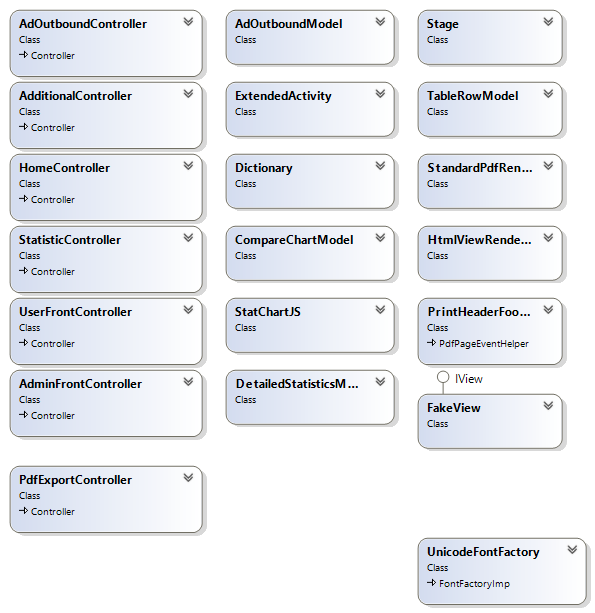 AdOutboundController
Class
Controller
AdditionalController
Class
Controller
HomeController
Class
Controller
StatisticController
Class
Controller
UserFrontController
Class
Controller
AdminFrontController
Class
Controller
PdfExportController
Class
Controller
AdOutboundModel
Class
ExtendedActivity
Class
Dictionary
Class
CompareChartModel
Class
StatChartJS
Class
DetailedStatisticsM...
Class
Stage
Class
TableRowModel
Class
StandardPdfRen...
Class
HtmlViewRende...
Class
PrintHeaderFoo...
Class
PdfPageEventHelper
IView
FakeView
Class
UnicodeFontFactory
Class
FontFactoryImp